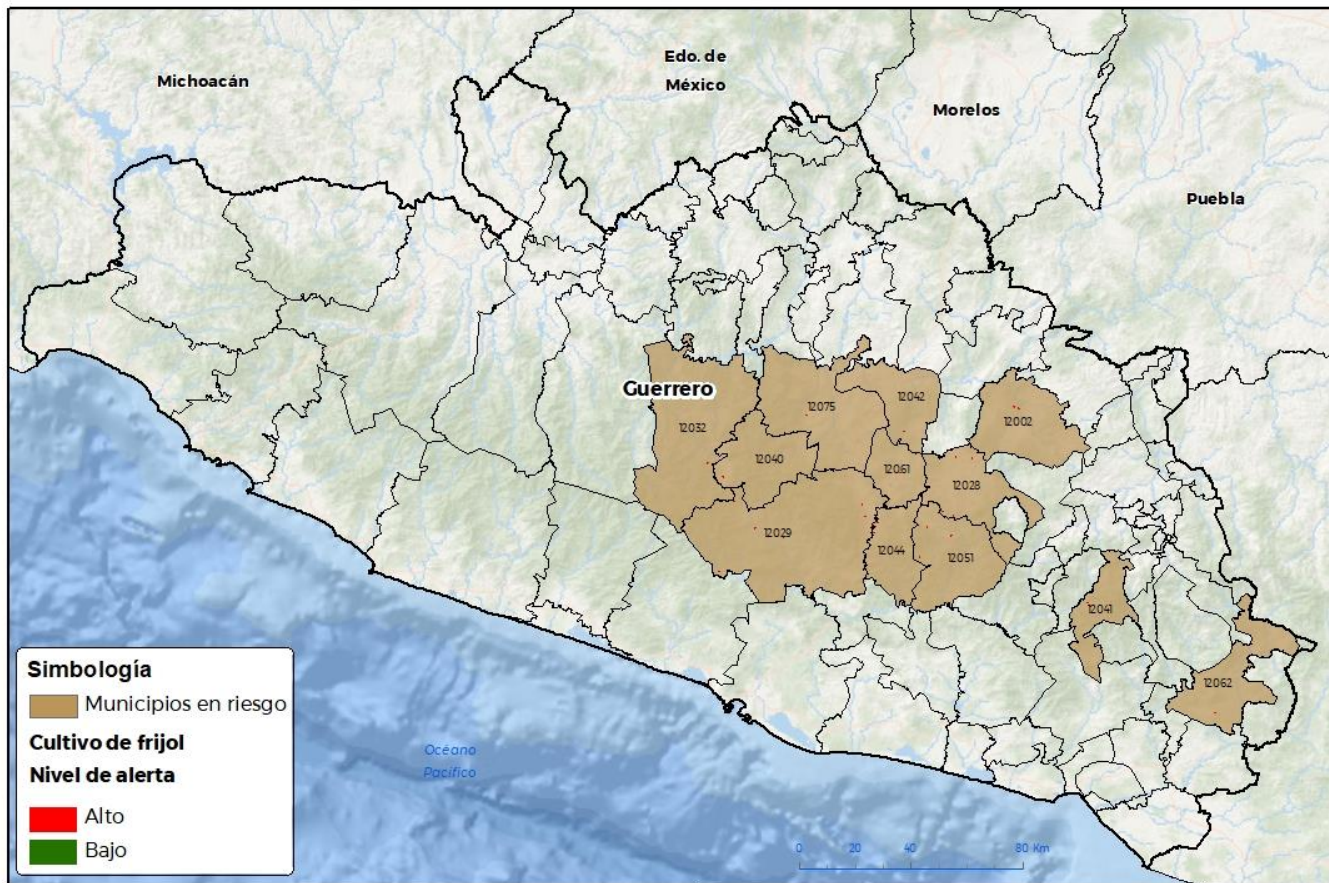 Michoacán
Edo. de
México
Morelos
Puebla
Guerrero
12032
12075
12042
12002
12040
12061
12028
12029
12044
12051
12041
12062
Océano
Pacífico
Simbología
Municipios en riesgo
Cultivo de frijol
Nivel de alerta
Alto
Bajo
0 20 40 80 Km